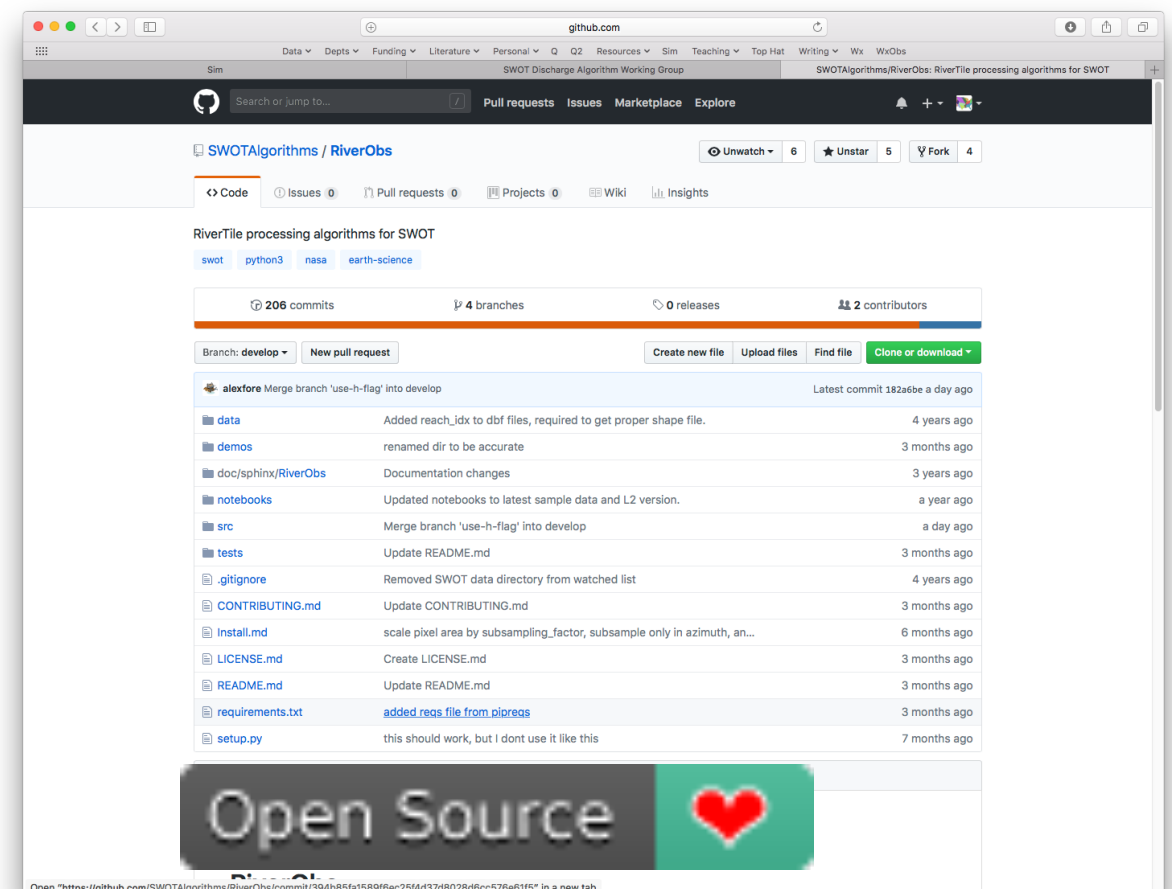 github.com
Data Depts Funding Literature Personal Q Q2 Resources Sim Teaching Top Hat Writing Wx WxObs
Sim SWOT Discharge Algorithm Working Group SWOTAlgorithms/RiverObs: RiverTile processing algorithms for SWOT +
Search or jump to... / Pull requests Issues Marketplace Explore
SWOTAlgorithms / RiverObs Unwatch 6 Unstar 5 Fork 4
Code Issues 0 Pull requests 0 Projects 0 Wiki Insights
RiverTile processing algorithms for SWOT
swot python3 nasa earth-science
206 commits 4 branches 0 releases 2 contributors
Branch: develop New pull request Create new file Upload files Find file Clone or download
alexfore Merge branch 'use-h-flag' into develop Latest commit 182a6be a day ago
data Added reach_idx to dbf files, required to get proper shape file. 4 years ago
demos renamed dir to be accurate 3 months ago
doc/sphinx/RiverObs Documentation changes 3 years ago
notebooks Updated notebooks to latest sample data and L2 version. a year ago
src Merge branch 'use-h-flag' into develop a day ago
tests Update README.md 3 months ago
.gitignore Removed SWOT data directory from watched list 4 years ago
CONTRIBUTING.md Update CONTRIBUTING.md 3 months ago
Install.md scale pixel area by subsampling_factor, subsample only in azimuth, an... 6 months ago
LICENSE.md Create LICENSE.md 3 months ago
README.md Update README.md 3 months ago
requirements.txt added reqs file from pipreqs 3 months ago
setup.py this should work, but I dont use it like this 7 months ago
Open Source
RiverObs
Open "https://github.com/SWOTAlgorithms/RiverObs/commit/394b85fa1589f6ec25f4d37d8028d6cc576e61f5" in a new tab